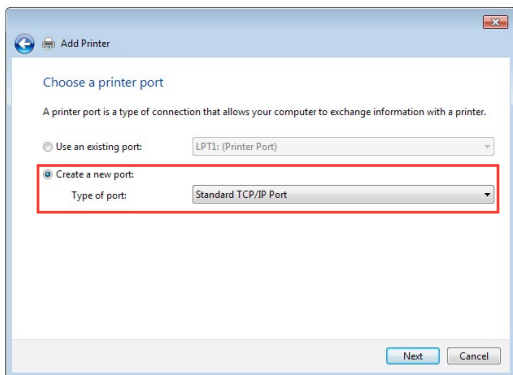 Add Printer
Choose a printer port
A printer port is a type of connection that allows your computer to exchange information with a printer.
Use an existing port: LPT1: (Printer Port)
Create a new port:
Type of port: Standard TCP/IP Port
Next Cancel